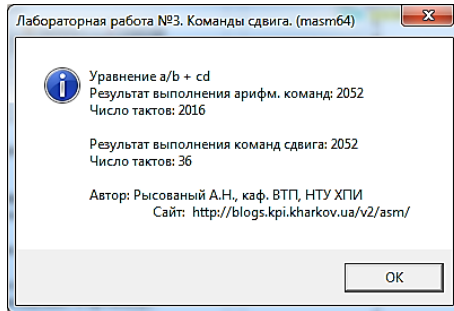 Лабораторная работа №3. Команды сдвига. (masm64)
Уравнение a/b + cd
Результат выполнения арифм. команд: 2052
Число тактов: 2016
Результат выполнения команд сдвига: 2052
Число тактов: 36
Автор: Рысованый А.Н., каф. ВТП, НТУ ХПИ
Сайт: http://blogs.kpi.kharkov.ua/v2/asm/
OK